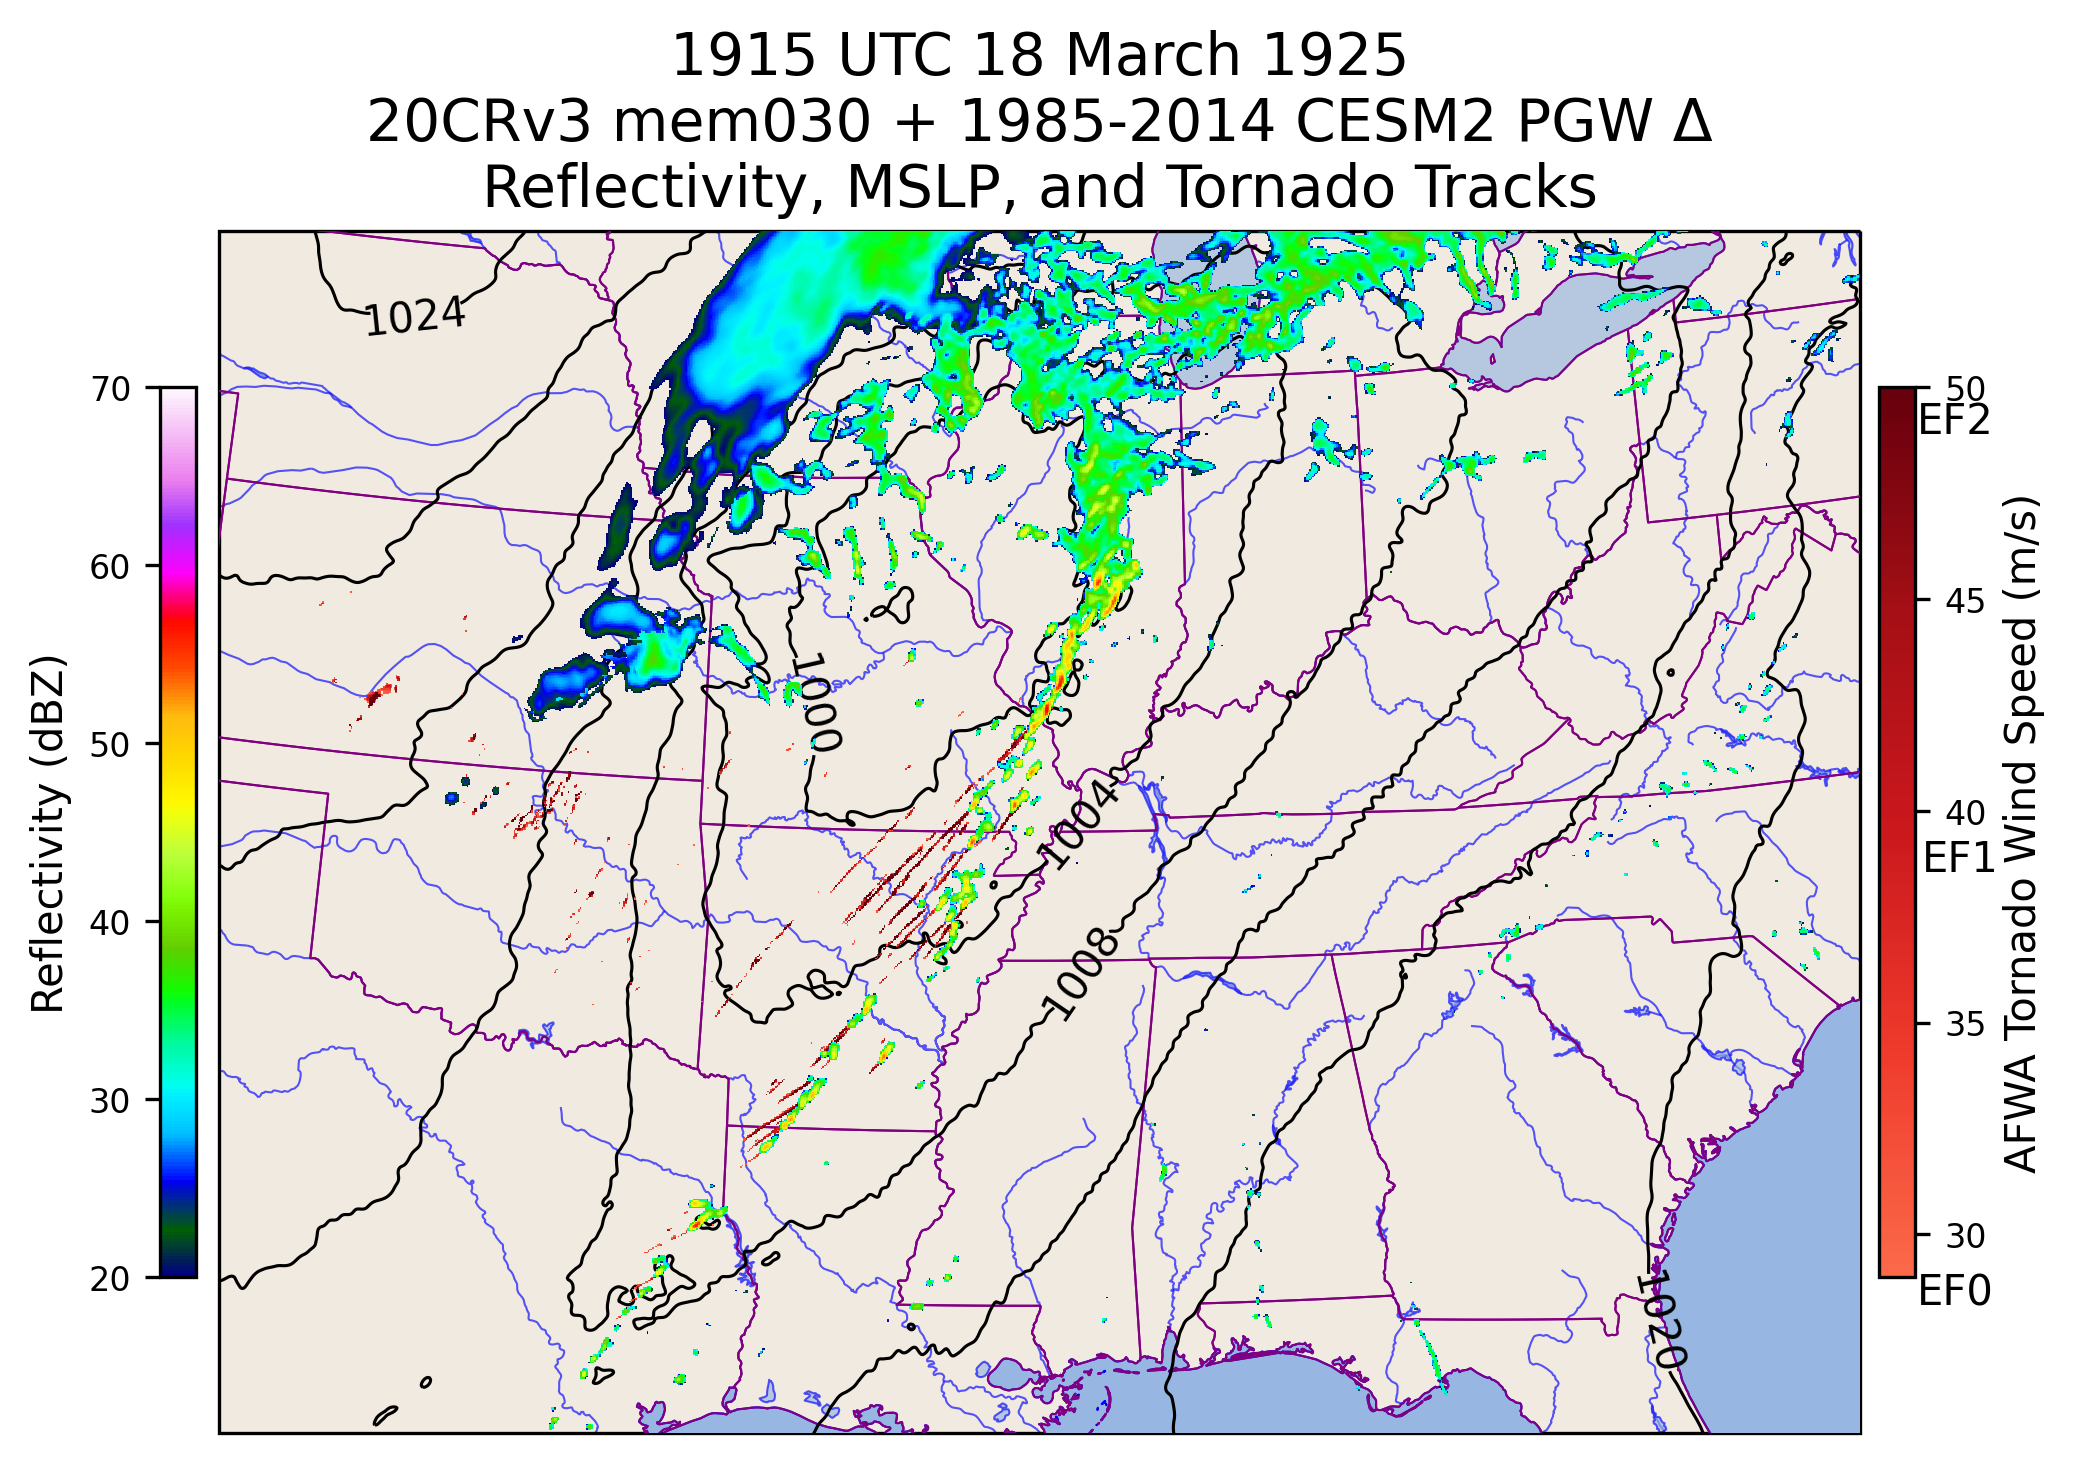 1915 UTC 18 March 1925
20CRv3 mem030 + 1985-2014 CESM2 PGW Δ
Reflectivity, MSLP, and Tornado Tracks
1024
1000
1004
1008
1020
70
60
50
40
30
20
Reflectivity (dBZ)
50
EF2
45
40
EF1
35
30
EF0
AFWA Tornado Wind Speed (m/s)